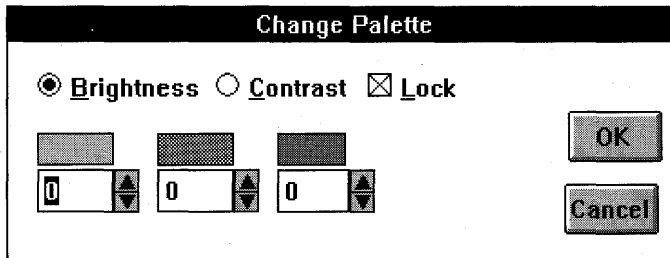 Change Palette
Brightness Contrast Lock
OK
0 0 0
Cancel